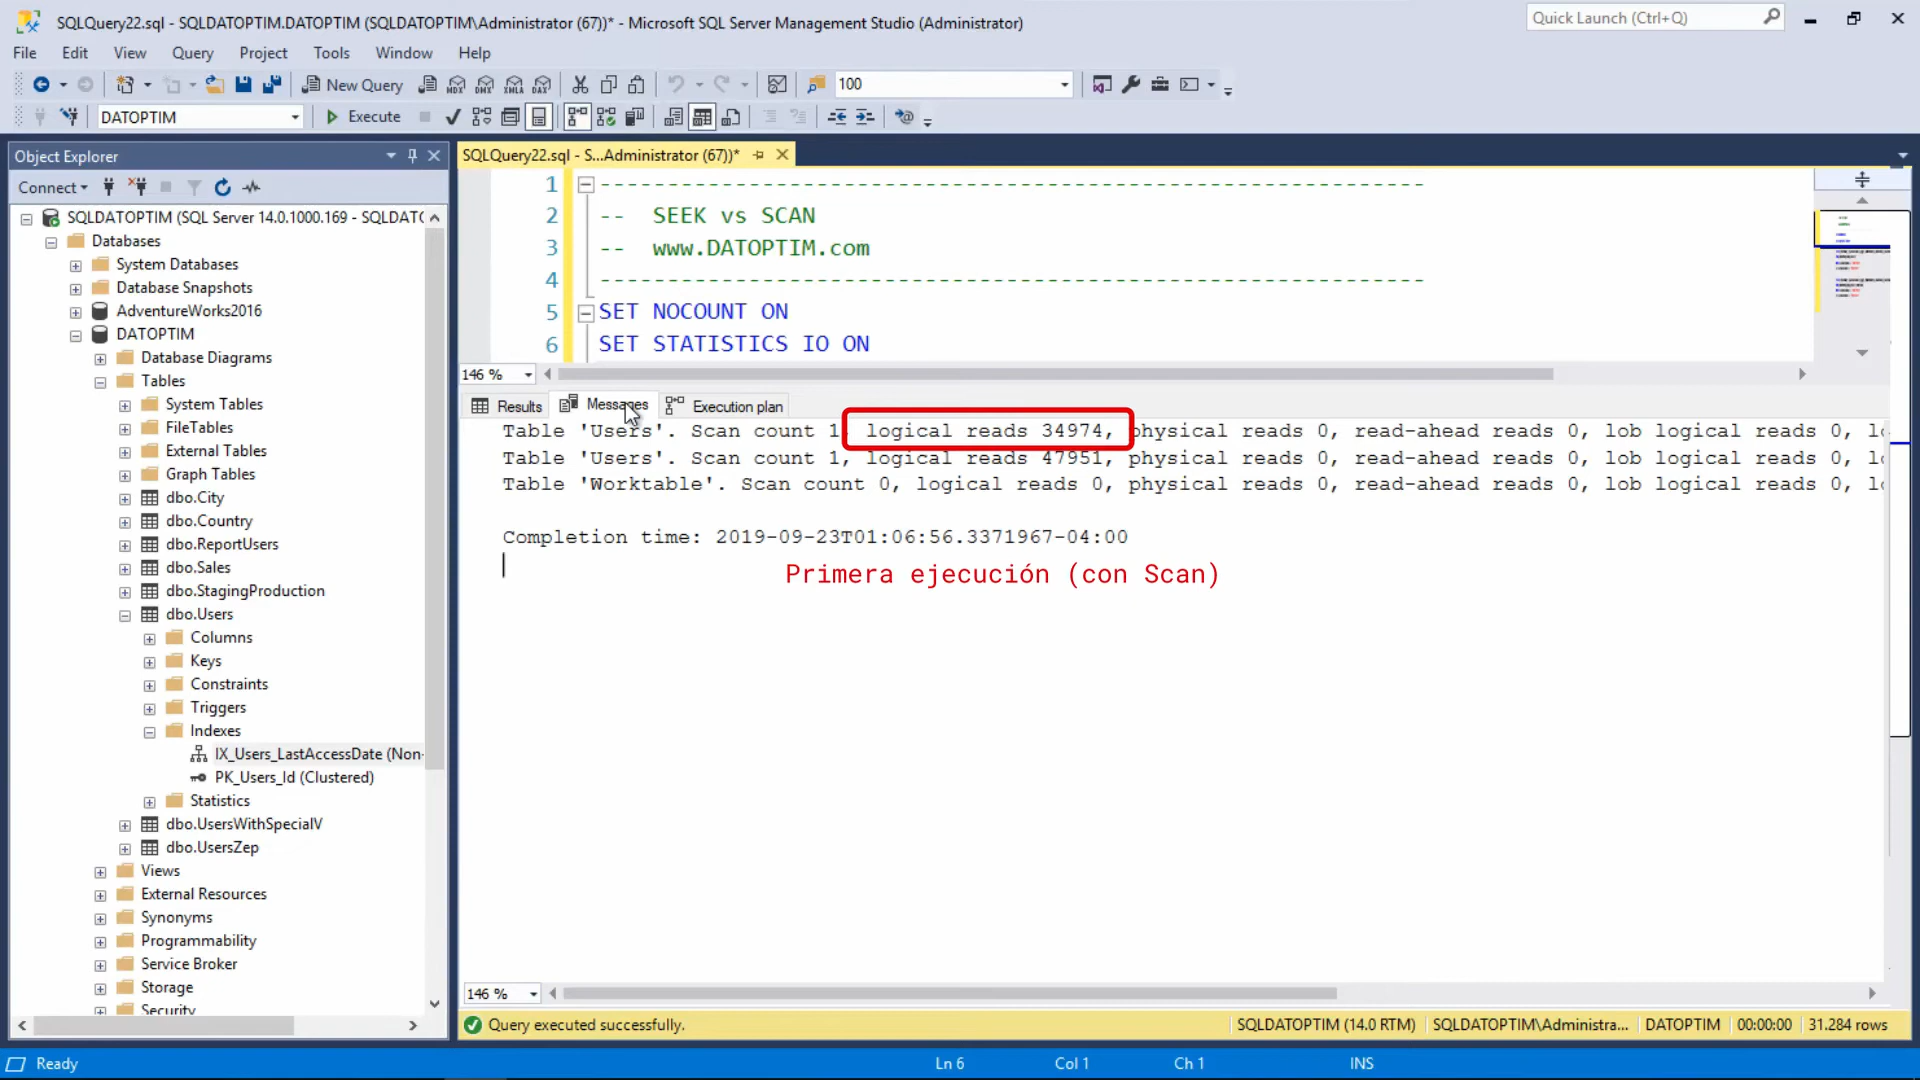 SQLQuery22.sql - SQLDATOPTIM.DATOPTIM (SQLDATOPTIM\Administrator (67))* - Microsoft SQL Server Management Studio (Administrator)
Quick Launch (Ctrl+Q)
File Edit View Query Project Tools Window Help
New Query MDX DMX XMLA DAX 100
DATOPTIM Execute
Object Explorer
Connect
SQLDATOPTIM (SQL Server 14.0.1000.169 - SQLDATO
Databases
System Databases
Database Snapshots
AdventureWorks2016
DATOPTIM
Database Diagrams
Tables
System Tables
FileTables
External Tables
Graph Tables
dbo.City
dbo.Country
dbo.ReportUsers
dbo.Sales
dbo.StagingProduction
dbo.Users
Columns
Keys
Constraints
Triggers
Indexes
IX_Users_LastAccessDate (Non-
PK_Users_Id (Clustered)
Statistics
dbo.UsersWithSpecialV
dbo.UsersZep
Views
External Resources
Synonyms
Programmability
Service Broker
Storage
Security
SQLQuery22.sql - S...Administrator (67))*
1 -------------------------------------------------------------
2 -- SEEK vs SCAN
3 -- www.DATOPTIM.com
4 -------------------------------------------------------------
5 SET NOCOUNT ON
6 SET STATISTICS IO ON
146 %
Results Messages Execution plan
Table 'Users'. Scan count 1, logical reads 34974, physical reads 0, read-ahead reads 0, lob logical reads 0,
Table 'Users'. Scan count 1, logical reads 47951, physical reads 0, read-ahead reads 0, lob logical reads 0,
Table 'Worktable'. Scan count 0, logical reads 0, physical reads 0, read-ahead reads 0, lob logical reads 0,
Completion time: 2019-09-23T01:06:56.3371967-04:00
Primera ejecución (con Scan)
146 %
Query executed successfully. SQLDATOPTIM (14.0 RTM) SQLDATOPTIM\Administra... DATOPTIM 00:00:00 31.284 rows
Ready Ln 6 Col 1 Ch 1 INS